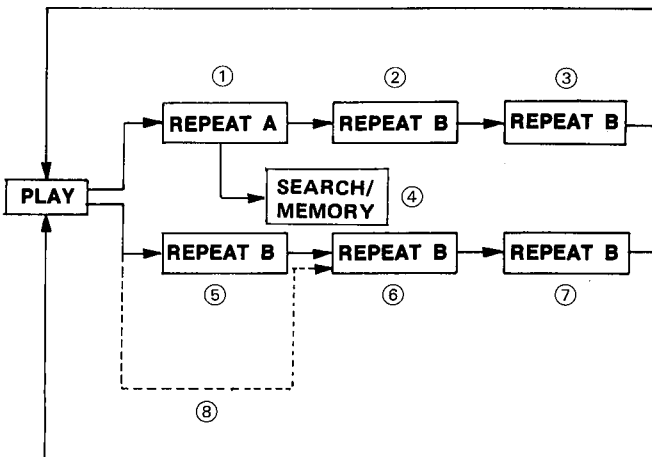 ① ② ③
REPEAT A REPEAT B REPEAT B
PLAY
SEARCH/
MEMORY ④
REPEAT B REPEAT B REPEAT B
⑤ ⑥ ⑦
⑧